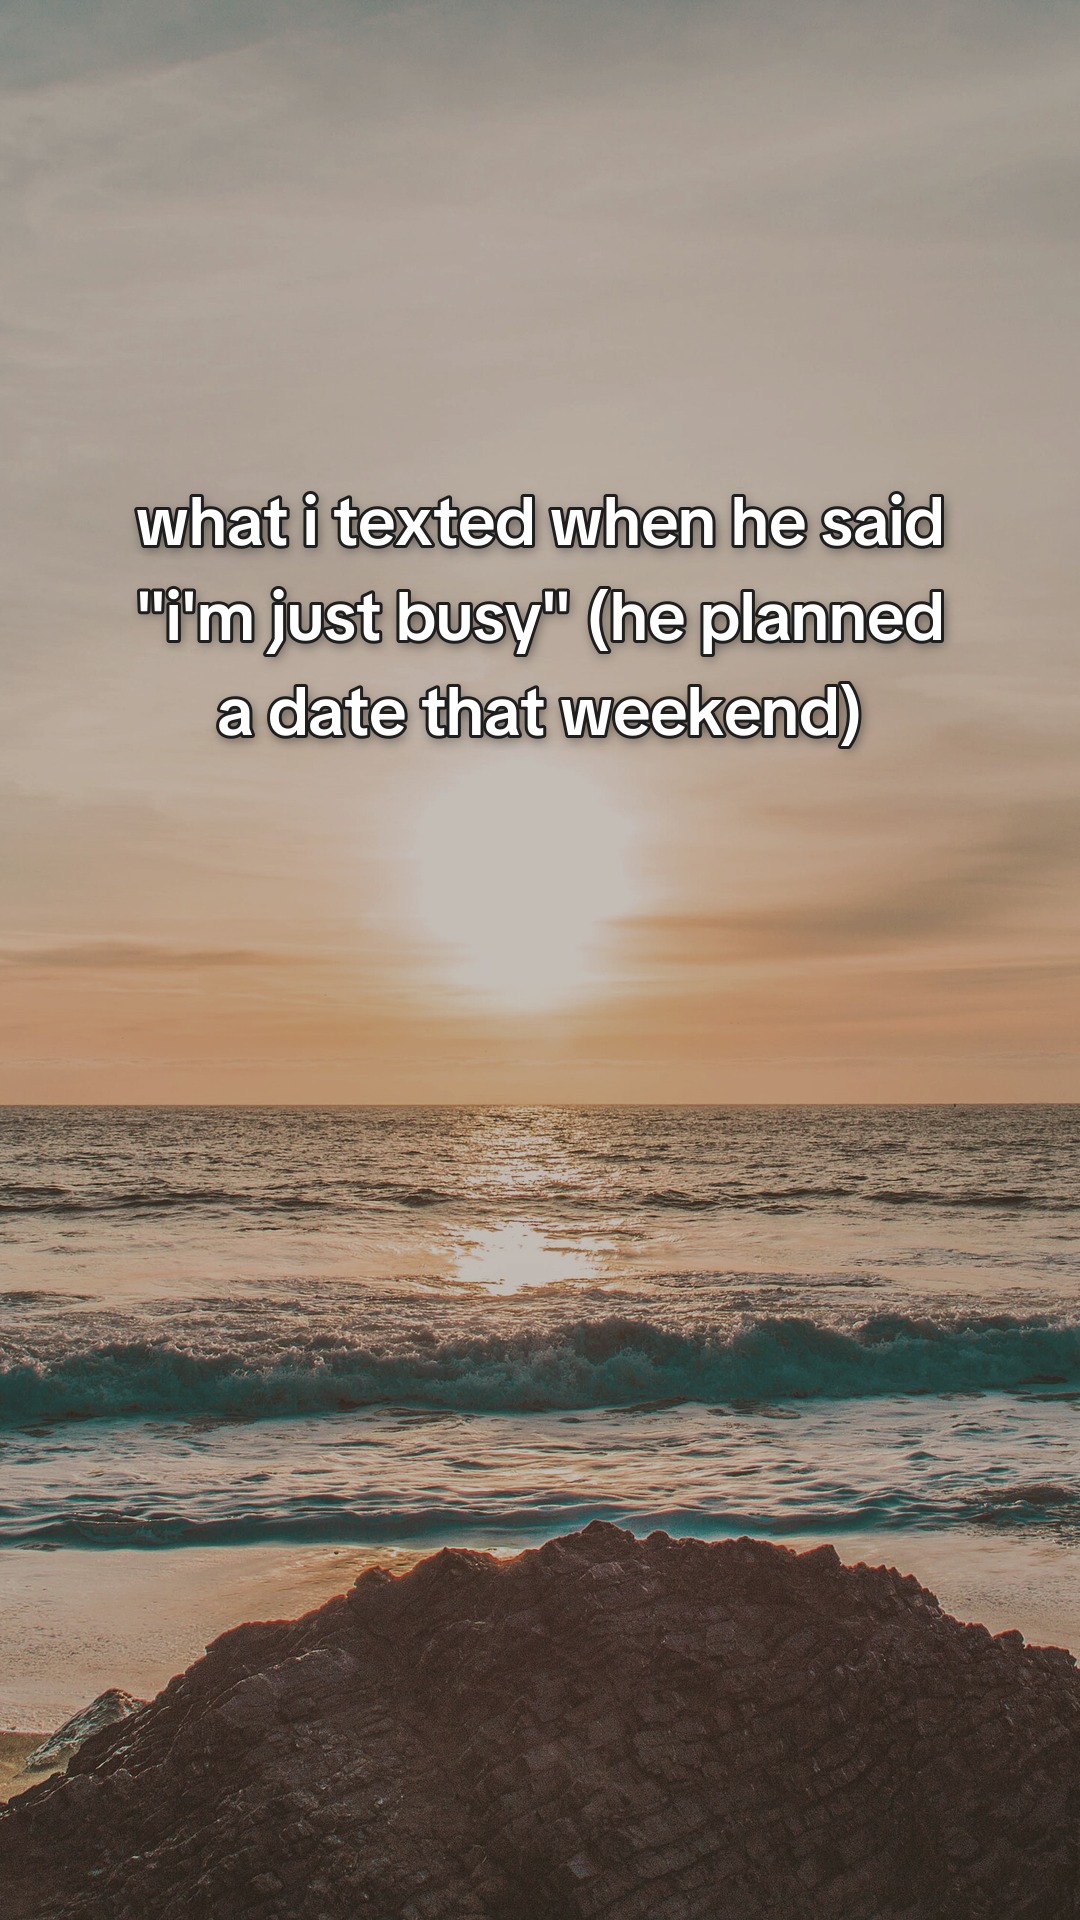 what i texted when he said
"i'm just busy" (he planned
a date that weekend)